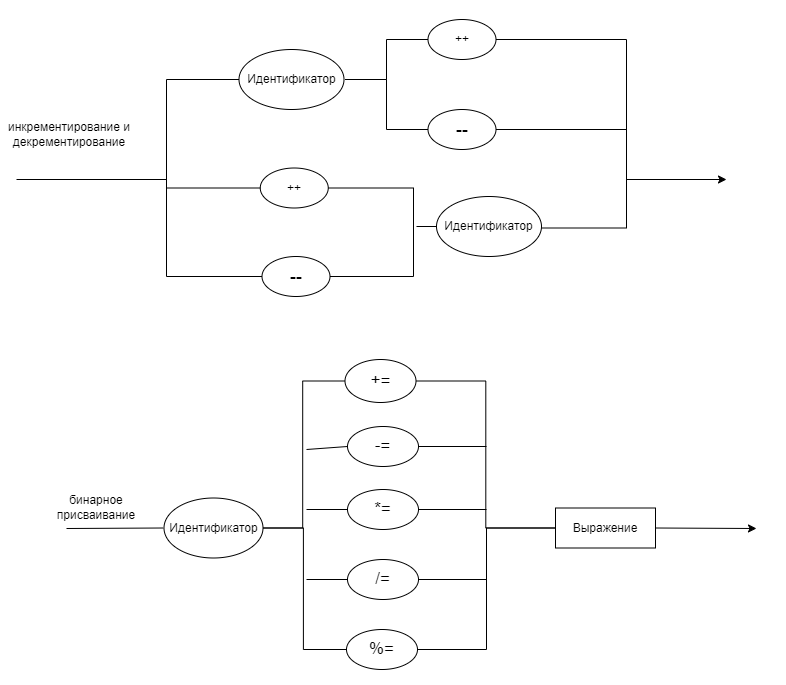 ++
Идентификатор
инкрементирование и
декрементирование
--
++
Идентификатор
--
+=
-=
бинарное
присваивание
*=
Идентификатор
Выражение
/=
%=